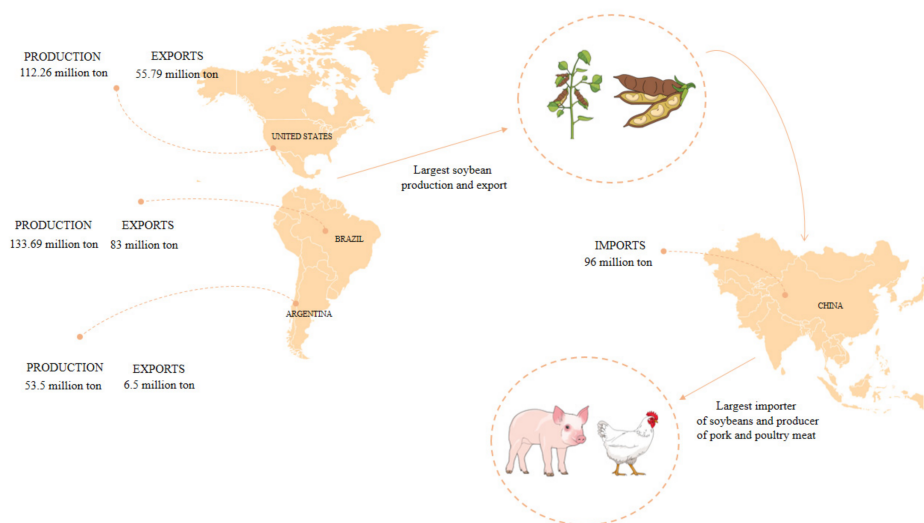 PRODUCTION EXPORTS
112.26 million ton 55.79 million ton
UNITED STATES
Largest soybean
production and export
PRODUCTION EXPORTS
133.69 million ton 83 million ton
BRAZIL
IMPORTS
96 million ton
CHINA
ARGENTINA
PRODUCTION EXPORTS
53.5 million ton 6.5 million ton
Largest importer
of soybeans and producer
of pork and poultry meat